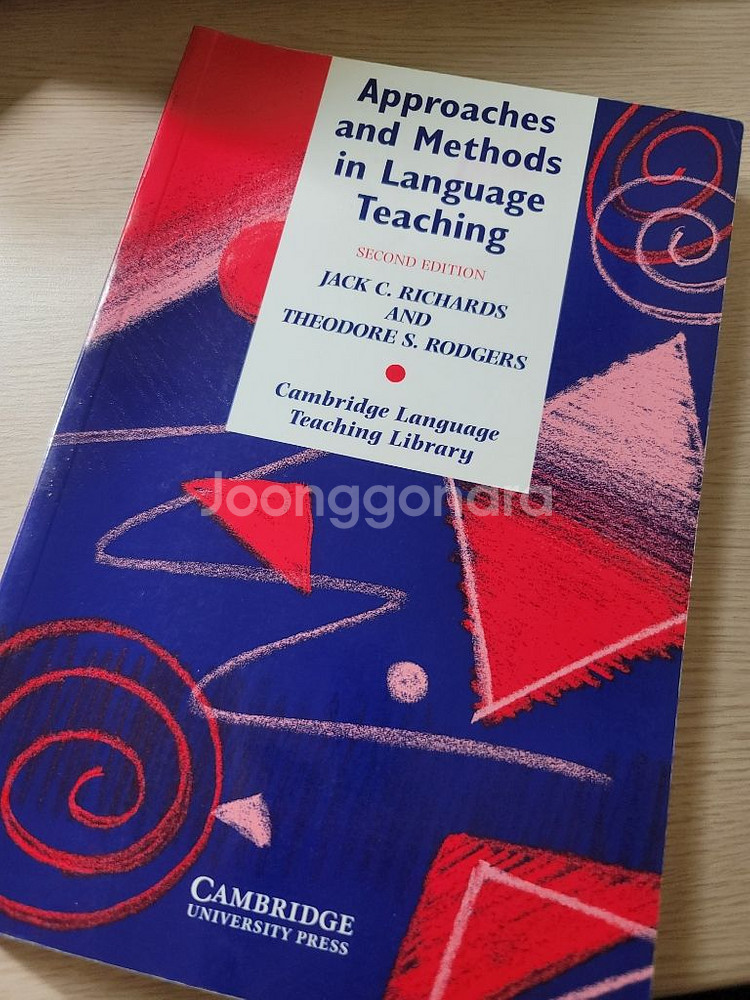 Approaches
and Methods
in Language
Teaching
SECOND EDITION
JACK C. RICHARDS
AND
THEODORE S. RODGERS
Cambridge Language
Teaching Library
Joonggonara
CAMBRIDGE
UNIVERSITY PRESS